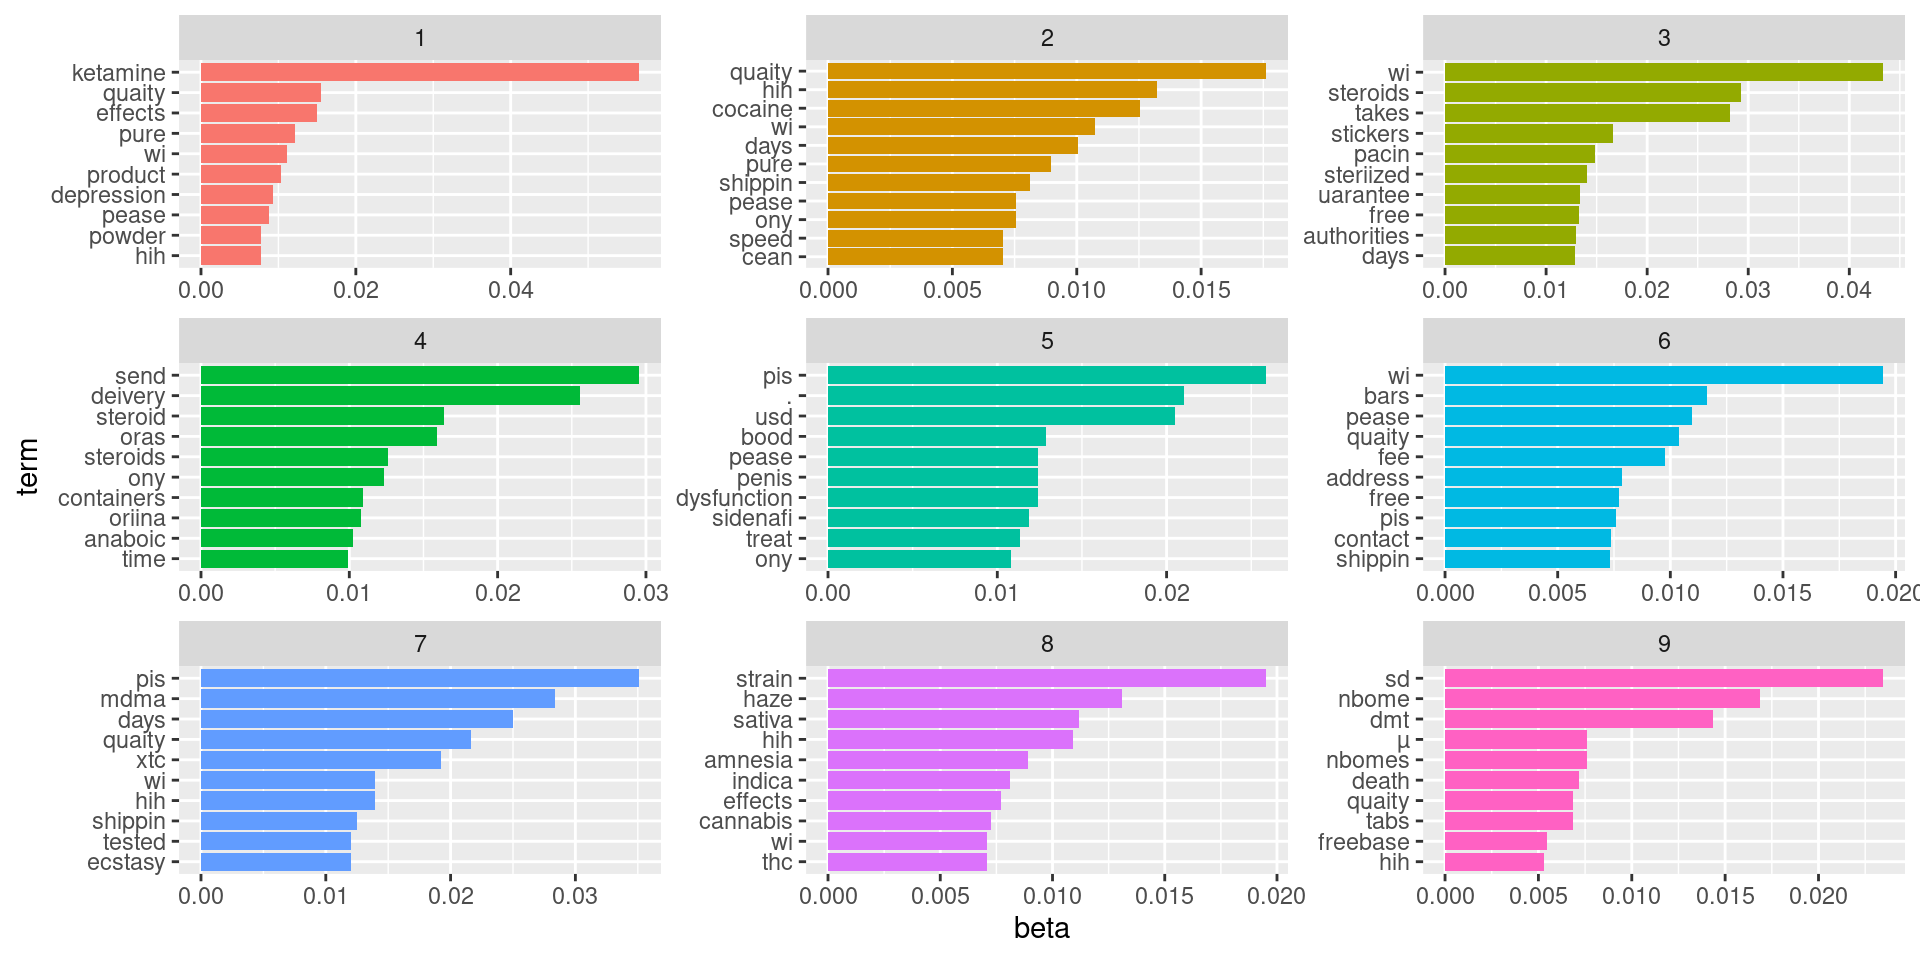 1
ketamine
quaity
effects
pure
wi
product
depression
pease
powder
hih
0.00 0.02 0.04
2
quaity
hih
cocaine
wi
days
pure
shippin
pease
ony
speed
cean
0.000 0.005 0.010 0.015
3
wi
steroids
takes
stickers
pacin
steriized
uarantee
free
authorities
days
0.00 0.01 0.02 0.03 0.04
term
4
send
deivery
steroid
oras
steroids
ony
containers
oriina
anaboic
time
0.00 0.01 0.02 0.03
5
pis
.
usd
bood
pease
penis
dysfunction
sidenafi
treat
ony
0.00 0.01 0.02
6
wi
bars
pease
quaity
fee
address
free
pis
contact
shippin
0.000 0.005 0.010 0.015 0.020
7
pis
mdma
days
quaity
xtc
wi
hih
shippin
tested
ecstasy
0.00 0.01 0.02 0.03
8
strain
haze
sativa
hih
amnesia
indica
effects
cannabis
wi
thc
0.000 0.005 0.010 0.015 0.020
9
sd
nbome
dmt
µ
nbomes
death
quaity
tabs
freebase
hih
0.000 0.005 0.010 0.015 0.020
beta